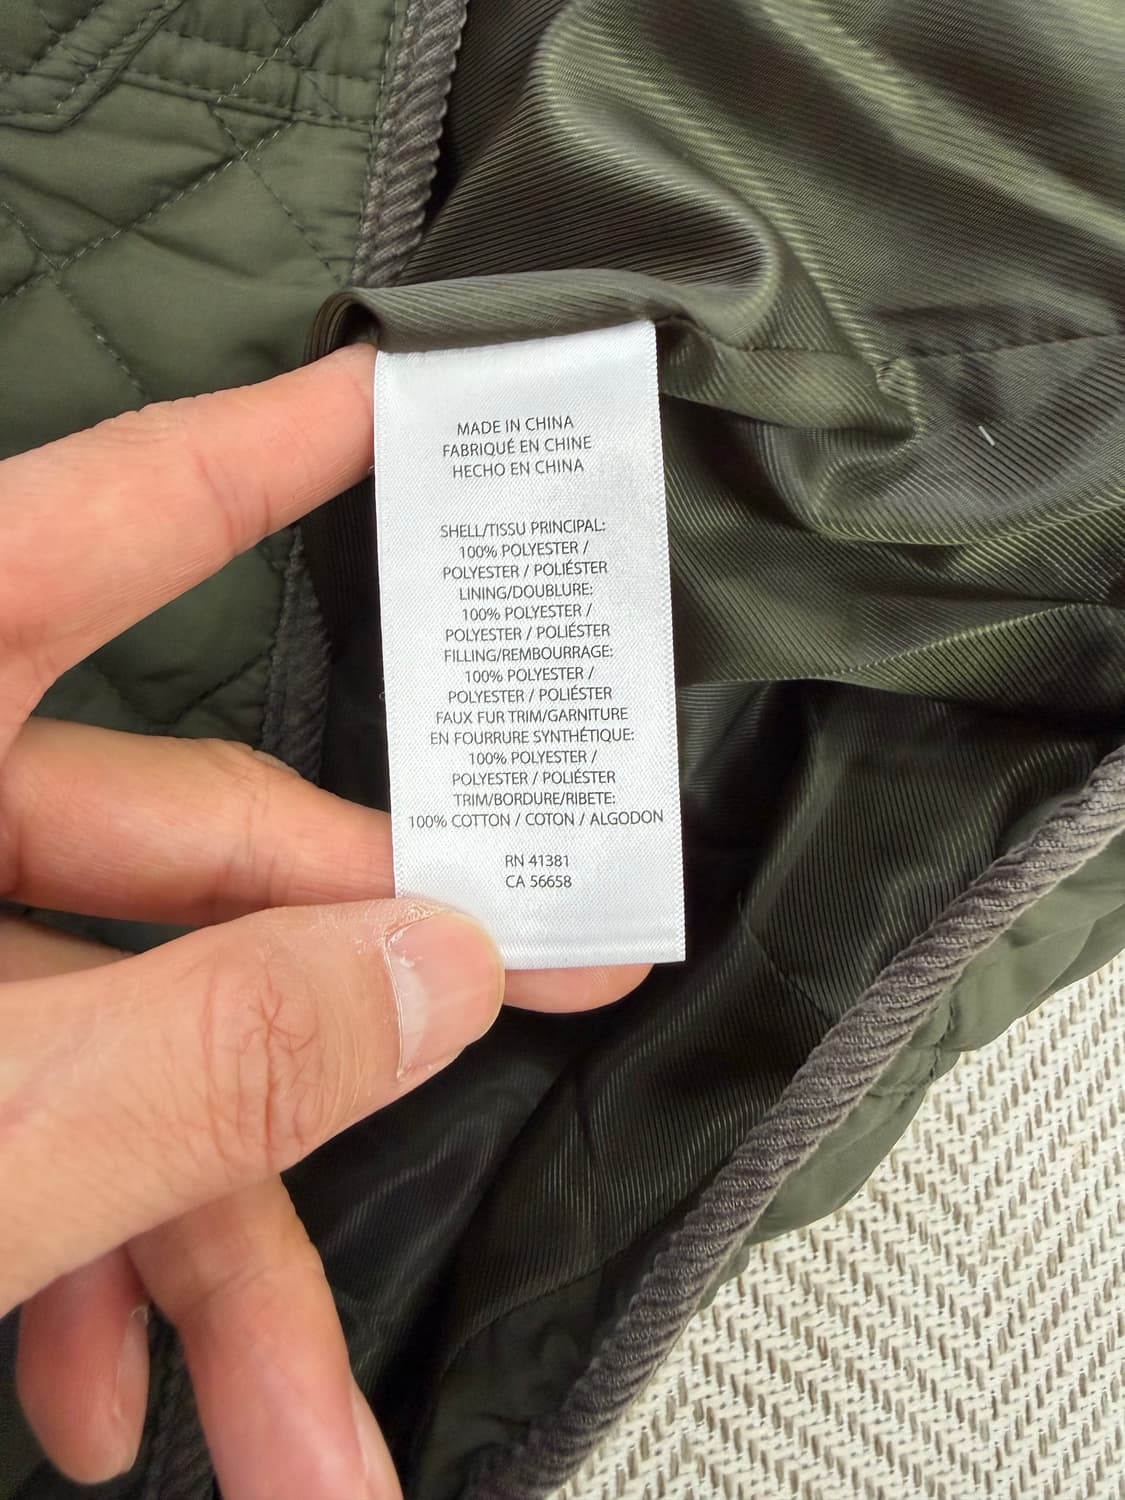 MADE IN CHINA
FABRIQUÉ EN CHINE
HECHO EN CHINA
SHELL/TISSU PRINCIPAL:
100% POLYESTER /
POLYESTER / POLIÉSTER
LINING/DOUBLURE:
100% POLYESTER /
POLYESTER / POLIÉSTER
FILLING/REMBOURRAGE:
100% POLYESTER /
POLYESTER / POLIÉSTER
FAUX FUR TRIM/GARNITURE
EN FOURRURE SYNTHÉTIQUE:
100% POLYESTER /
POLYESTER / POLIÉSTER
TRIM/BORDURE/RIBETE:
100% COTTON / COTON / ALGODON
RN 41381
CA 56658